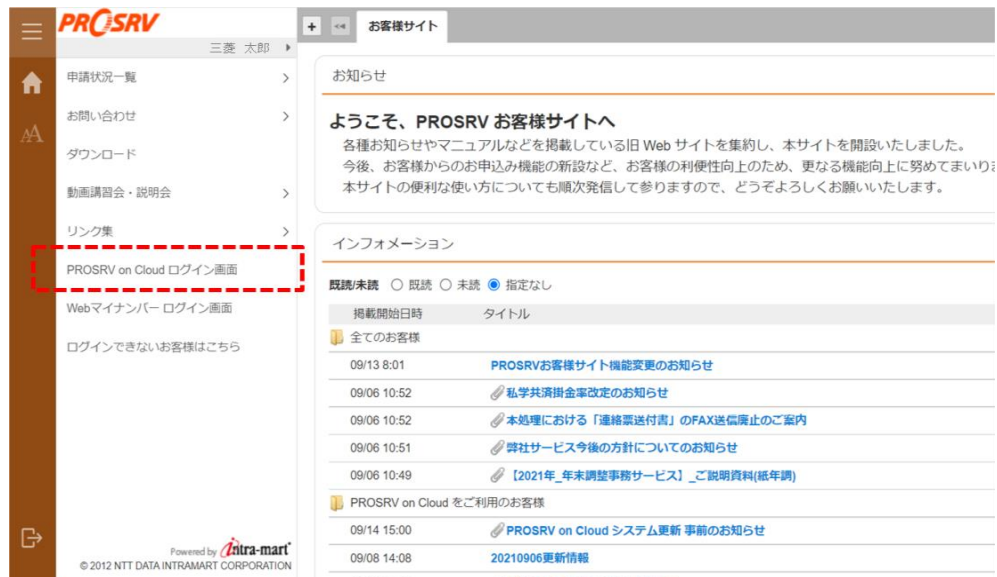 PROSRV
三菱 太郎
申請状況一覧
お問い合わせ
ダウンロード
動画講習会・説明会
リンク集
PROSRV on Cloud ログイン画面
Webマイナンバー ログイン画面
ログインできないお客様はこちら
Powered by intra-mart
© 2012 NTT DATA INTRAMART CORPORATION
お客様サイト
お知らせ
ようこそ、PROSRV お客様サイトへ
各種お知らせやマニュアルなどを掲載している旧 Web サイトを集約し、本サイトを開設いたしました。
今後、お客様からのお申込み機能の新設など、お客様の利便性向上のため、更なる機能向上に努めてまいりま
本サイトの便利な使い方についても順次発信して参りますので、どうぞよろしくお願いいたします。
インフォメーション
既読/未読 既読 未読 指定なし
掲載開始日時 タイトル
全てのお客様
09/13 8:01 PROSRVお客様サイト機能変更のお知らせ
09/06 10:52 私学共済掛金率改定のお知らせ
09/06 10:52 本処理における「連絡票送付書」のFAX送信廃止のご案内
09/06 10:51 弊社サービス今後の方針についてのお知らせ
09/06 10:49 【2021年_年末調整事務サービス】_ご説明資料(紙年調)
PROSRV on Cloud をご利用のお客様
09/14 15:00 PROSRV on Cloud システム更新 事前のお知らせ
09/08 14:08 20210906更新情報